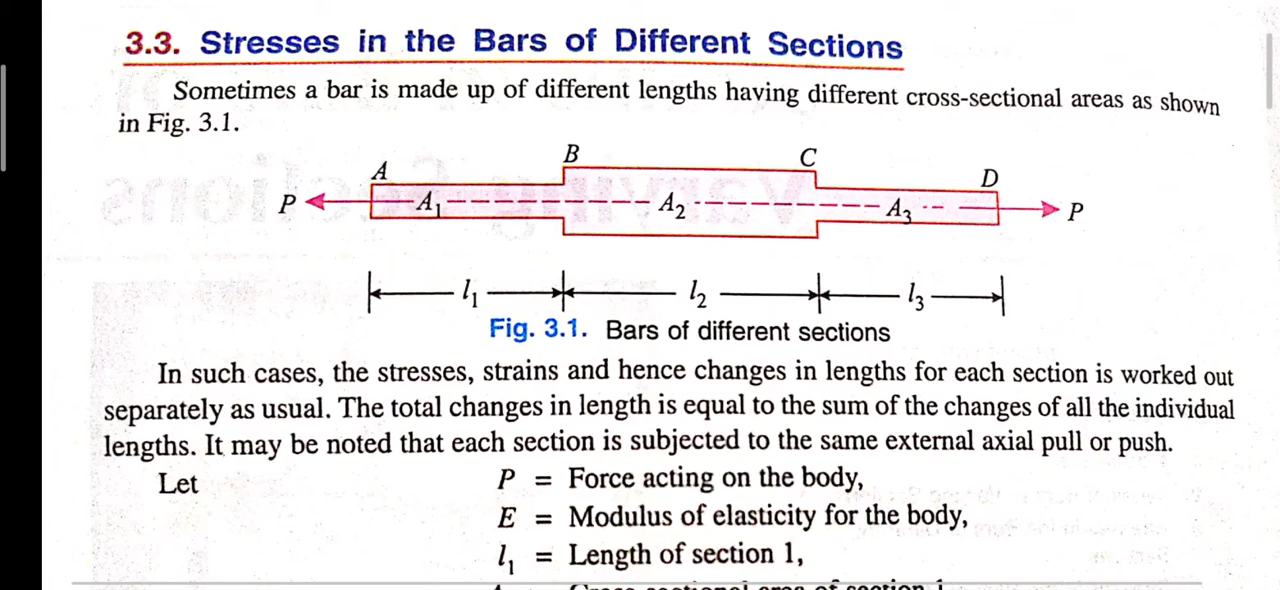 3.3. Stresses in the Bars of Different Sections
Sometimes a bar is made up of different lengths having different cross-sectional areas as shown
in Fig. 3.1.
A B C D
P A₁ A₂ A₃ P
l₁ l₂ l₃
Fig. 3.1. Bars of different sections
In such cases, the stresses, strains and hence changes in lengths for each section is worked out
separately as usual. The total changes in length is equal to the sum of the changes of all the individual
lengths. It may be noted that each section is subjected to the same external axial pull or push.
Let P = Force acting on the body,
E = Modulus of elasticity for the body,
l₁ = Length of section 1,